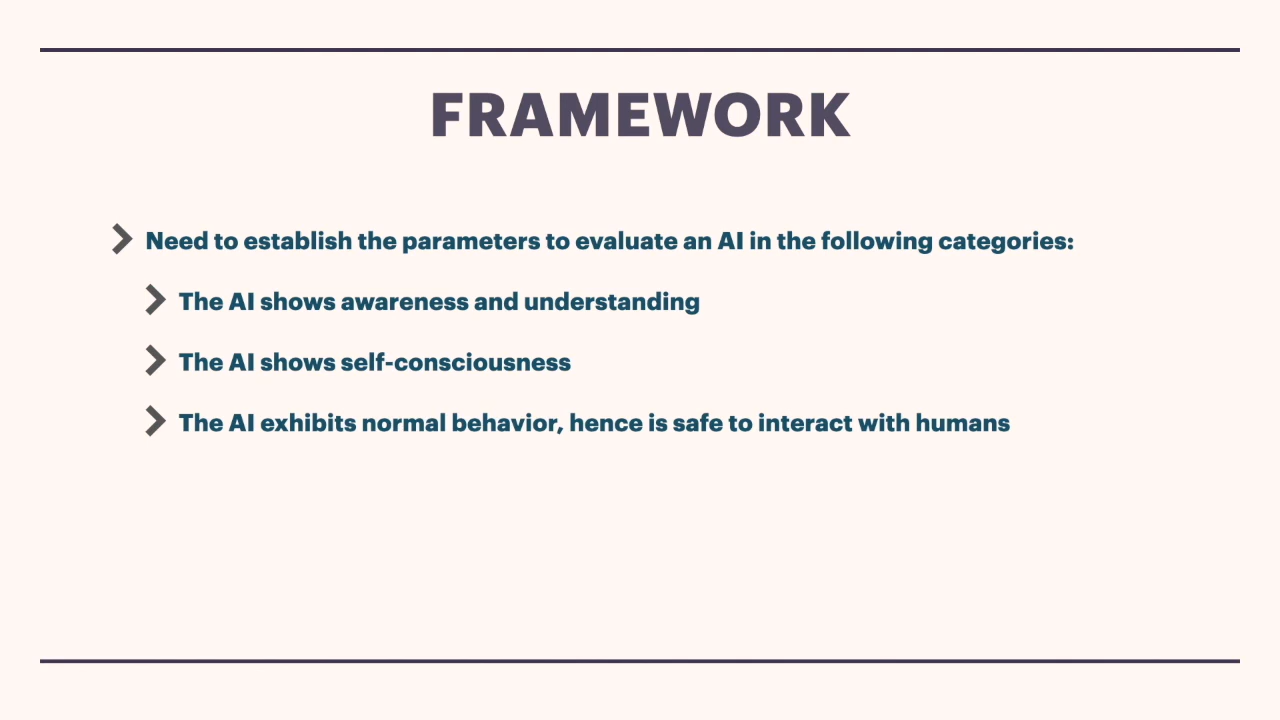 FRAMEWORK
Need to establish the parameters to evaluate an AI in the following categories:
The AI shows awareness and understanding
The AI shows self-consciousness
The AI exhibits normal behavior, hence is safe to interact with humans